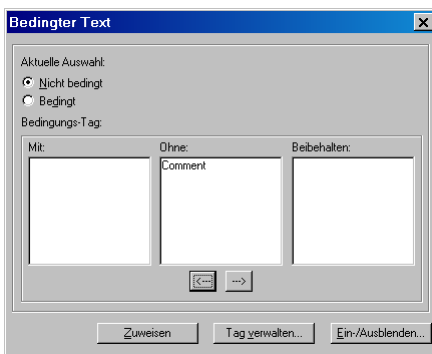 Bedingter Text
Aktuelle Auswahl:
Nicht bedingt
Bedingt
Bedingungs-Tag:
Mit: Ohne: Beibehalten:
Comment
<--- --->
Zuweisen Tag verwalten... Ein-/Ausblenden...